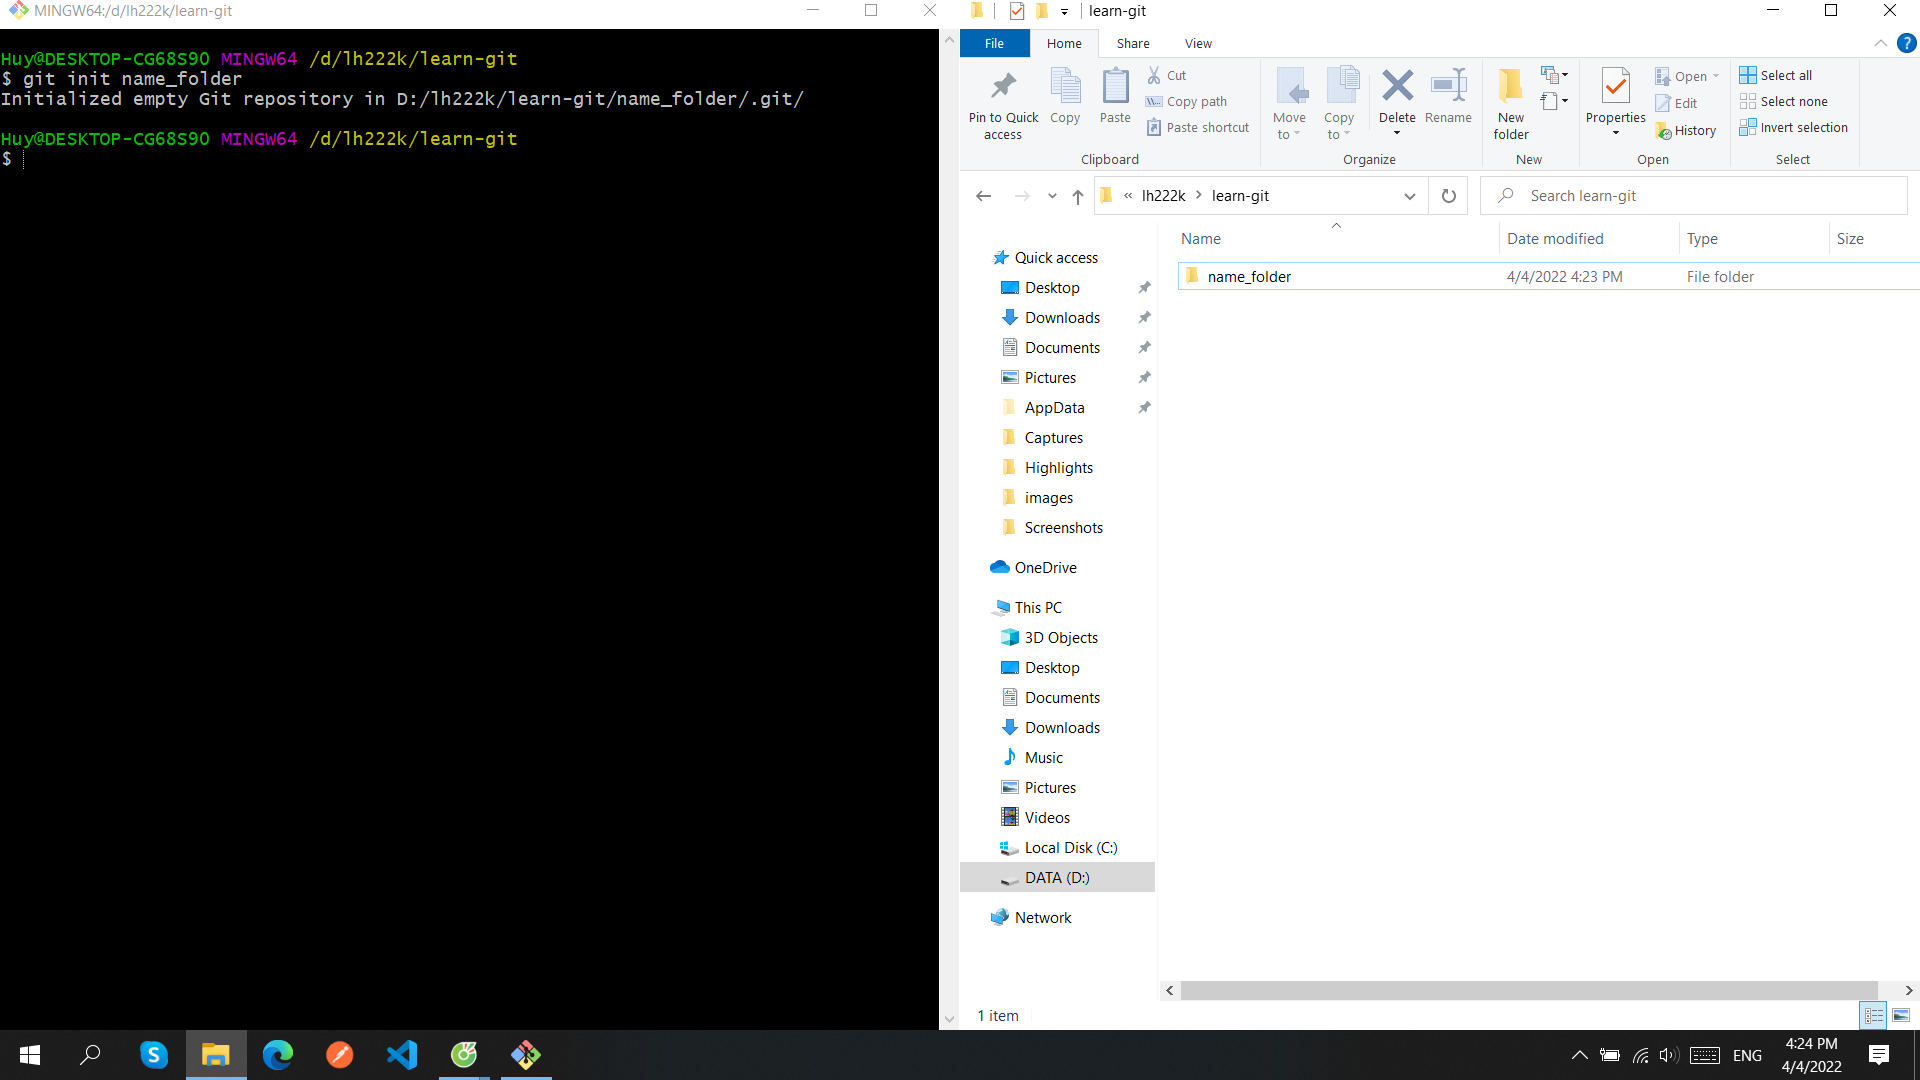 MINGW64:/d/lh222k/learn-git
Huy@DESKTOP-CG68S90 MINGW64 /d/lh222k/learn-git
$ git init name_folder
Initialized empty Git repository in D:/lh222k/learn-git/name_folder/.git/
Huy@DESKTOP-CG68S90 MINGW64 /d/lh222k/learn-git
$
learn-git
File Home Share View
Pin to Quick access
Copy
Paste
Cut
Copy path
Paste shortcut
Clipboard
Move to
Copy to
Delete
Rename
Organize
New folder
New
Properties
Open
Edit
History
Open
Select all
Select none
Invert selection
Select
« lh222k > learn-git
Search learn-git
Name Date modified Type Size
name_folder 4/4/2022 4:23 PM File folder
Quick access
Desktop
Downloads
Documents
Pictures
AppData
Captures
Highlights
images
Screenshots
OneDrive
This PC
3D Objects
Desktop
Documents
Downloads
Music
Pictures
Videos
Local Disk (C:)
DATA (D:)
Network
1 item
ENG
4:24 PM
4/4/2022